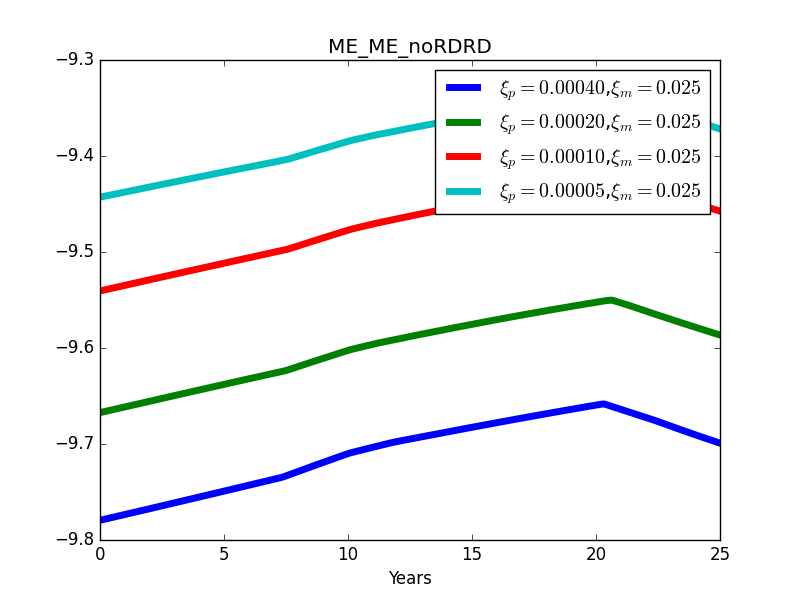 ME_ME_noRDRD
−9.3
−9.4
−9.5
−9.6
−9.7
−9.8
ξp = 0.00040,ξm = 0.025
ξp = 0.00020,ξm = 0.025
ξp = 0.00010,ξm = 0.025
ξp = 0.00005,ξm = 0.025
0 5 10 15 20 25
Years